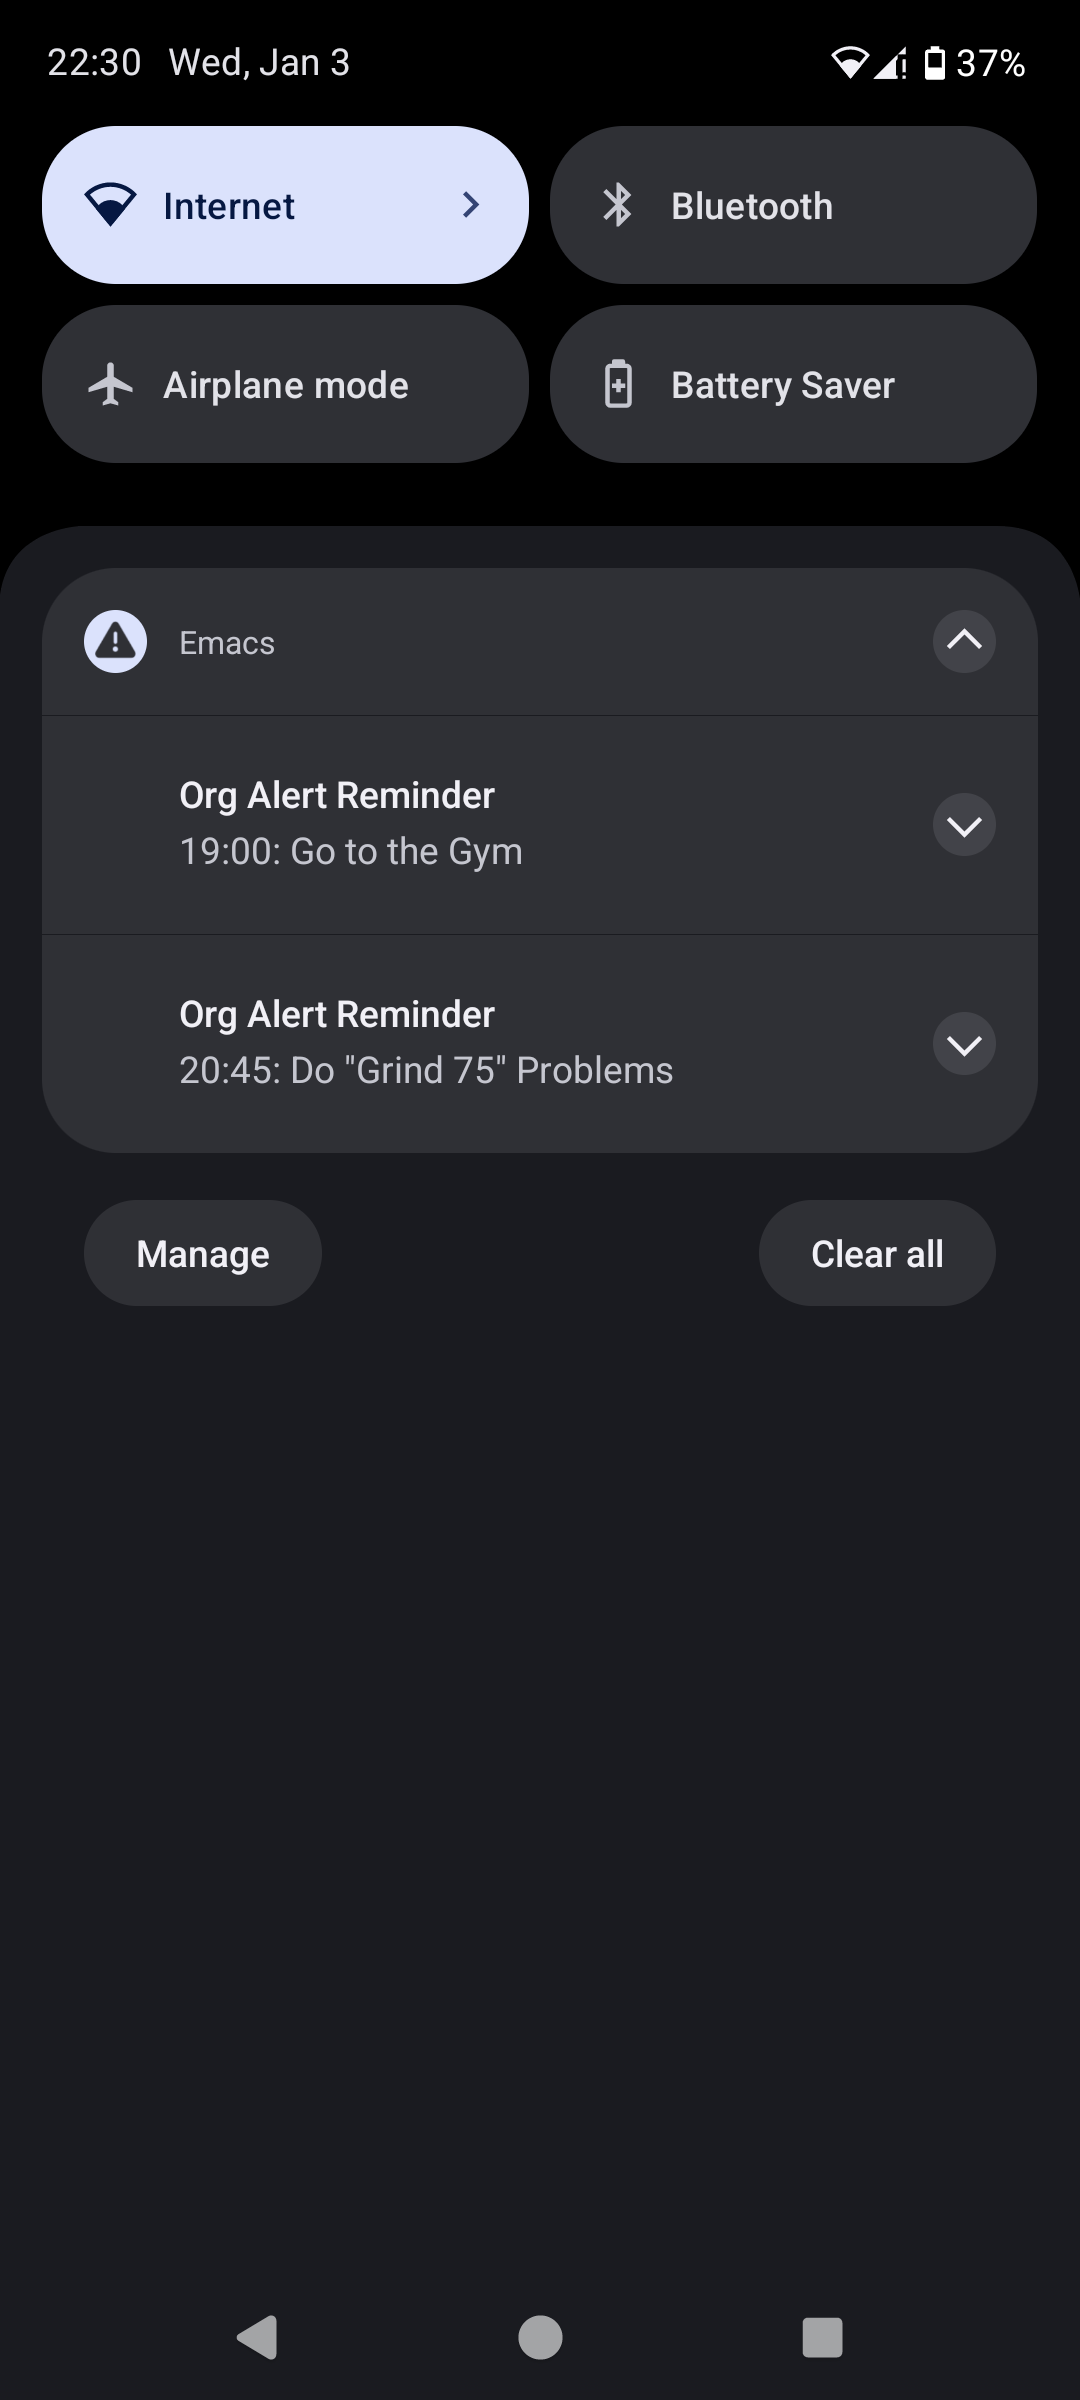 22:30 Wed, Jan 3 37%
Internet Bluetooth
Airplane mode Battery Saver
Emacs
Org Alert Reminder
19:00: Go to the Gym
Org Alert Reminder
20:45: Do "Grind 75" Problems
Manage Clear all